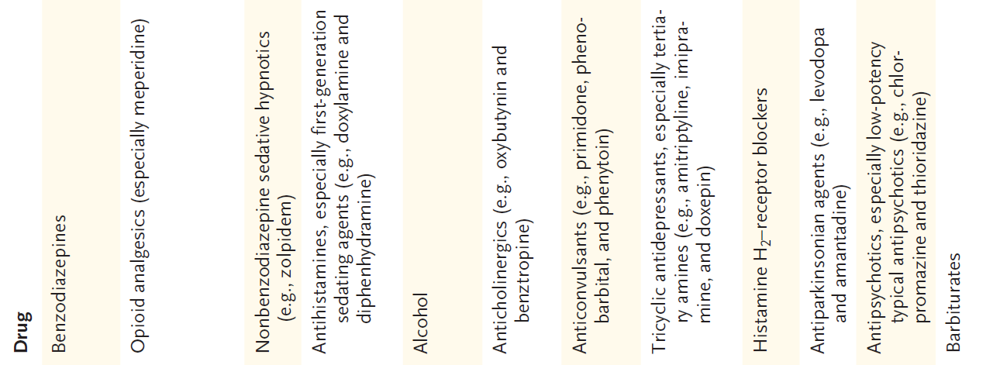 Drug
Benzodiazepines
Opioid analgesics (especially meperidine)
Nonbenzodiazepine sedative hypnotics
(e.g., zolpidem)
Antihistamines, especially first-generation
sedating agents (e.g., doxylamine and
diphenhydramine)
Alcohol
Anticholinergics (e.g., oxybutynin and
benztropine)
Anticonvulsants (e.g., primidone, pheno-
barbital, and phenytoin)
Tricyclic antidepressants, especially tertia-
ry amines (e.g., amitriptyline, imipra-
mine, and doxepin)
Histamine H₂–receptor blockers
Antiparkinsonian agents (e.g., levodopa
and amantadine)
Antipsychotics, especially low-potency
typical antipsychotics (e.g., chlor-
promazine and thioridazine)
Barbiturates